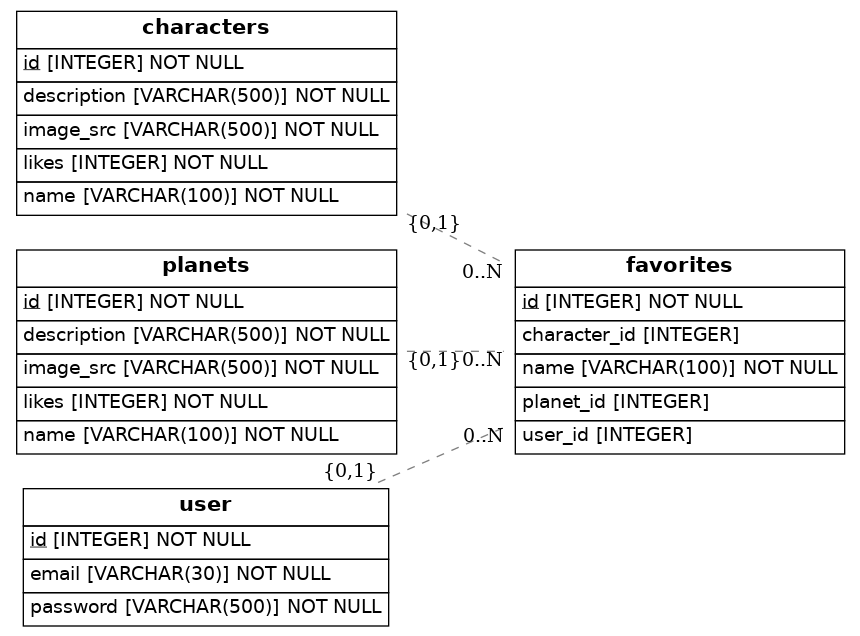 characters
id [INTEGER] NOT NULL
description [VARCHAR(500)] NOT NULL
image_src [VARCHAR(500)] NOT NULL
likes [INTEGER] NOT NULL
name [VARCHAR(100)] NOT NULL
{0,1}
0..N
planets
id [INTEGER] NOT NULL
description [VARCHAR(500)] NOT NULL
image_src [VARCHAR(500)] NOT NULL
likes [INTEGER] NOT NULL
name [VARCHAR(100)] NOT NULL
{0,1}
0..N
favorites
id [INTEGER] NOT NULL
character_id [INTEGER]
name [VARCHAR(100)] NOT NULL
planet_id [INTEGER]
user_id [INTEGER]
0..N
{0,1}
user
id [INTEGER] NOT NULL
email [VARCHAR(30)] NOT NULL
password [VARCHAR(500)] NOT NULL